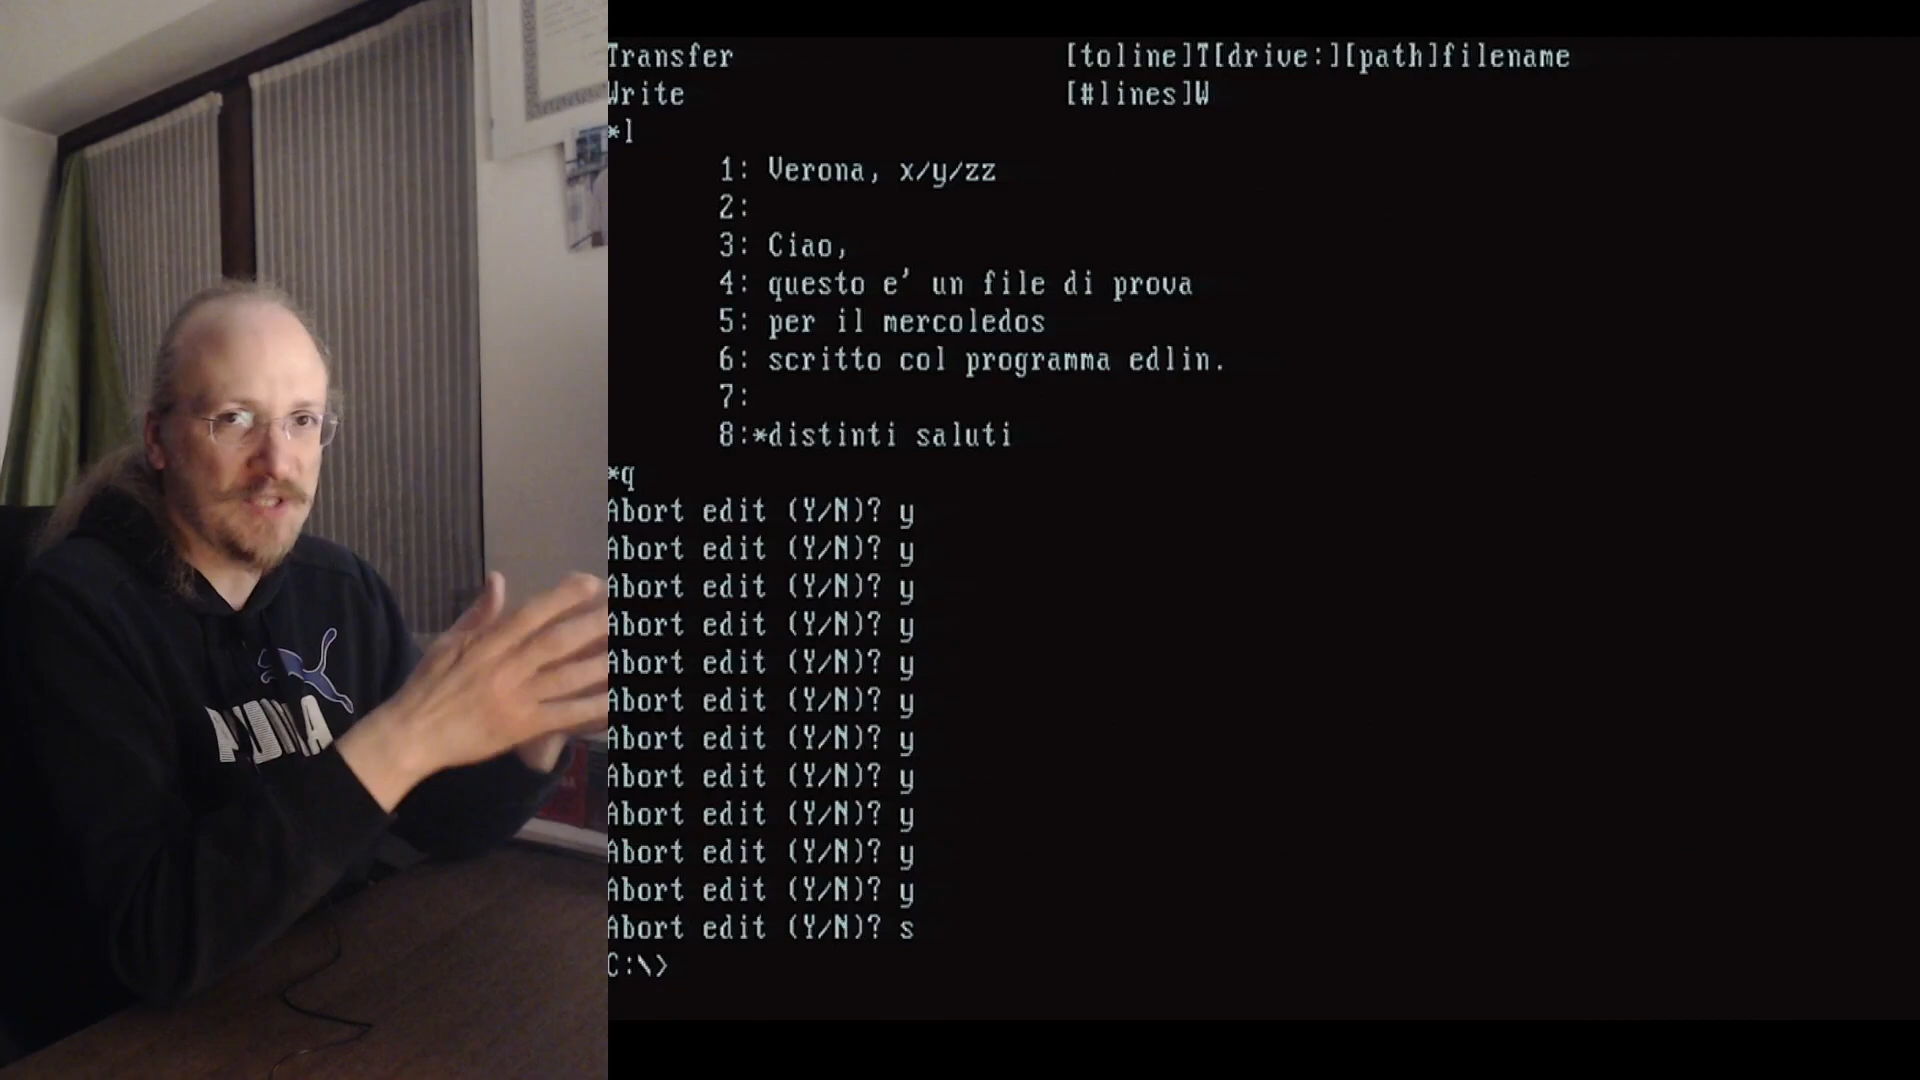 Transfer [toline]T[drive:][path]filename
Write [#lines]W
*l
1: Verona, x/y/zz
2:
3: Ciao,
4: questo e' un file di prova
5: per il mercoledos
6: scritto col programma edlin.
7:
8:*distinti saluti
*q
Abort edit (Y/N)? y
Abort edit (Y/N)? y
Abort edit (Y/N)? y
Abort edit (Y/N)? y
Abort edit (Y/N)? y
Abort edit (Y/N)? y
Abort edit (Y/N)? y
Abort edit (Y/N)? y
Abort edit (Y/N)? y
Abort edit (Y/N)? y
Abort edit (Y/N)? y
Abort edit (Y/N)? s
C:\>
PUMA